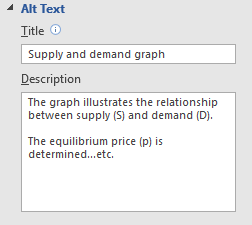 Alt Text
Title
Supply and demand graph
Description
The graph illustrates the relationship
between supply (S) and demand (D).
The equilibrium price (p) is
determined...etc.